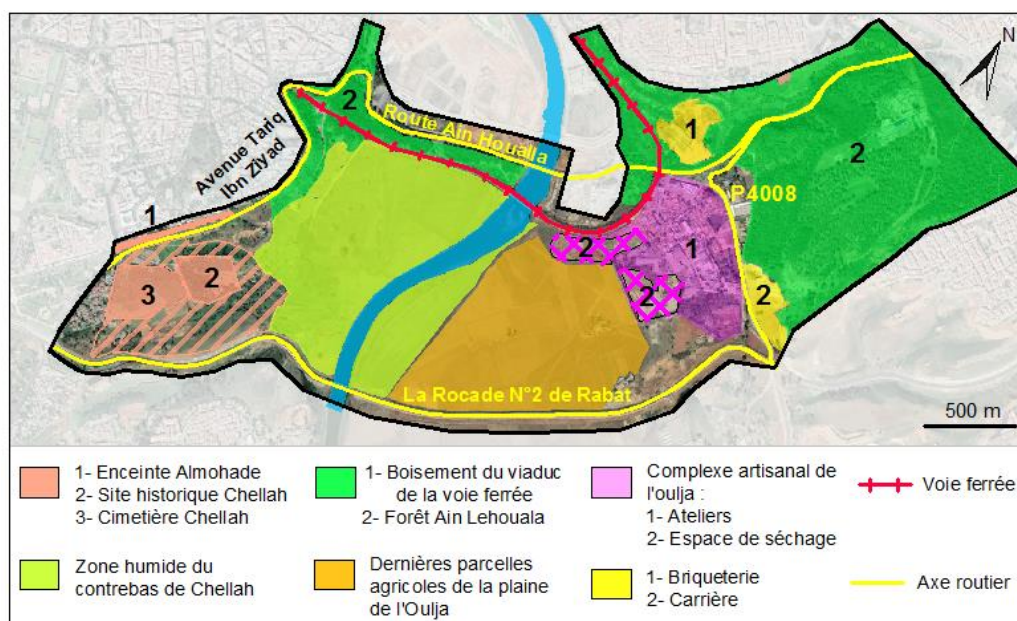 N
Avenue Tariq
Ibn Ziyad
Route Ain Houalla
P4008
La Rocade N°2 de Rabat
500 m
1
2
3
2
1
2
1
2
2
2
1- Enceinte Almohade
2- Site historique Chellah
3- Cimetière Chellah
1- Boisement du viaduc
de la voie ferrée
2- Forêt Ain Lehouala
Complexe artisanal de
l'oulja :
1- Ateliers
2- Espace de séchage
Voie ferrée
Zone humide du
contrebas de Chellah
Dernières parcelles
agricoles de la plaine
de l'Oulja
1- Briqueterie
2- Carrière
Axe routier